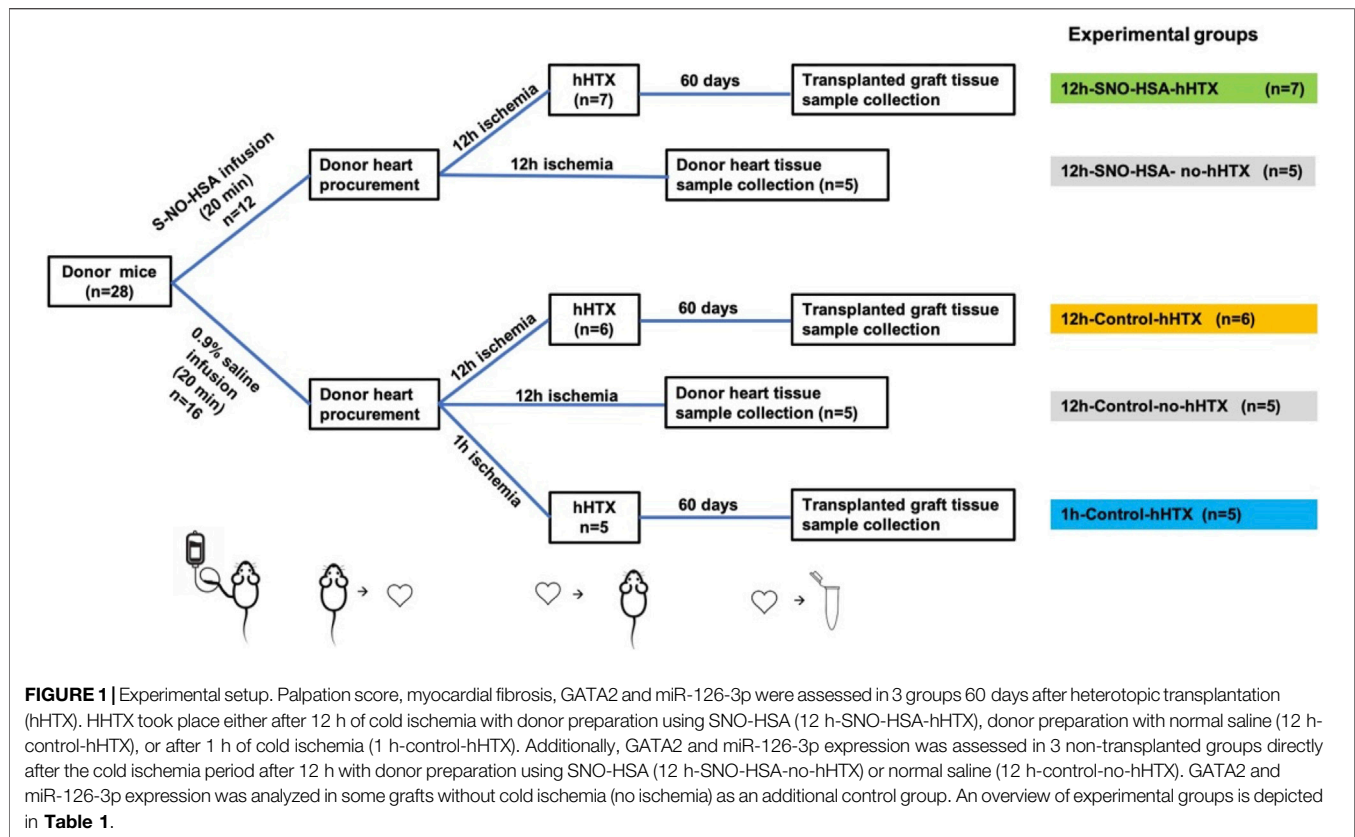 Experimental groups
hHTX
(n=7)
60 days
Transplanted graft tissue
sample collection
12h-SNO-HSA-hHTX (n=7)
12h ischemia
S-NO-HSA infusion
(20 min)
n=12
Donor heart
procurement
12h ischemia
Donor heart tissue
sample collection (n=5)
12h-SNO-HSA- no-hHTX (n=5)
Donor mice
(n=28)
0.9% saline
infusion
(20 min)
n=16
hHTX
(n=6)
60 days
Transplanted graft tissue
sample collection
12h-Control-hHTX (n=6)
12h ischemia
Donor heart
procurement
12h ischemia
Donor heart tissue
sample collection (n=5)
12h-Control-no-hHTX (n=5)
1h ischemia
hHTX
n=5
60 days
Transplanted graft tissue
sample collection
1h-Control-hHTX (n=5)
FIGURE 1 | Experimental setup. Palpation score, myocardial fibrosis, GATA2 and miR-126-3p were assessed in 3 groups 60 days after heterotopic transplantation
(hHTX). HHTX took place either after 12 h of cold ischemia with donor preparation using SNO-HSA (12 h-SNO-HSA-hHTX), donor preparation with normal saline (12 h-
control-hHTX), or after 1 h of cold ischemia (1 h-control-hHTX). Additionally, GATA2 and miR-126-3p expression was assessed in 3 non-transplanted groups directly
after the cold ischemia period after 12 h with donor preparation using SNO-HSA (12 h-SNO-HSA-no-hHTX) or normal saline (12 h-control-no-hHTX). GATA2 and
miR-126-3p expression was analyzed in some grafts without cold ischemia (no ischemia) as an additional control group. An overview of experimental groups is depicted
in Table 1.